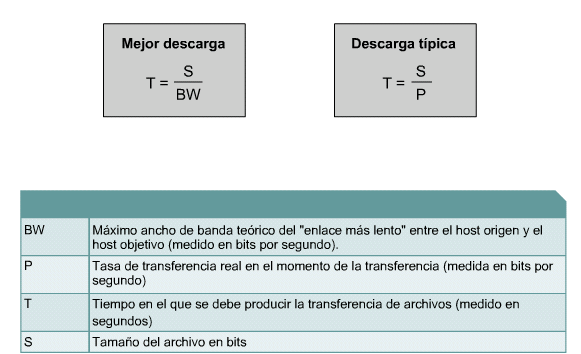 Mejor descarga
T = S / BW
Descarga típica
T = S / P
BW Máximo ancho de banda teórico del "enlace más lento" entre el host origen y el
host objetivo (medido en bits por segundo).
P Tasa de transferencia real en el momento de la transferencia (medida en bits por
segundo)
T Tiempo en el que se debe producir la transferencia de archivos (medido en
segundos)
S Tamaño del archivo en bits